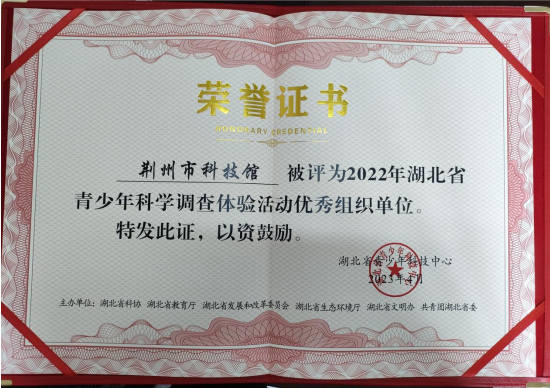 荣誉证书
HONORARY CREDENTIAL
荆州市科技馆 被评为2022年湖北省
青少年科学调查体验活动优秀组织单位。
特发此证，以资鼓励。
湖北省青少年科技中心
2023年4月
主办单位：湖北省科协 湖北省教育厅 湖北省发展和改革委员会 湖北省生态环境厅 湖北省文明办 共青团湖北省委